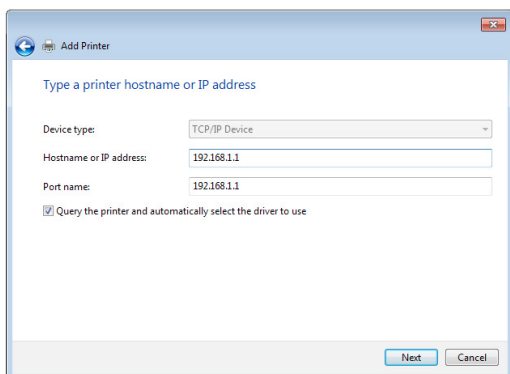 Add Printer
Type a printer hostname or IP address
Device type: TCP/IP Device
Hostname or IP address: 192.168.1.1
Port name: 192.168.1.1
Query the printer and automatically select the driver to use
Next Cancel